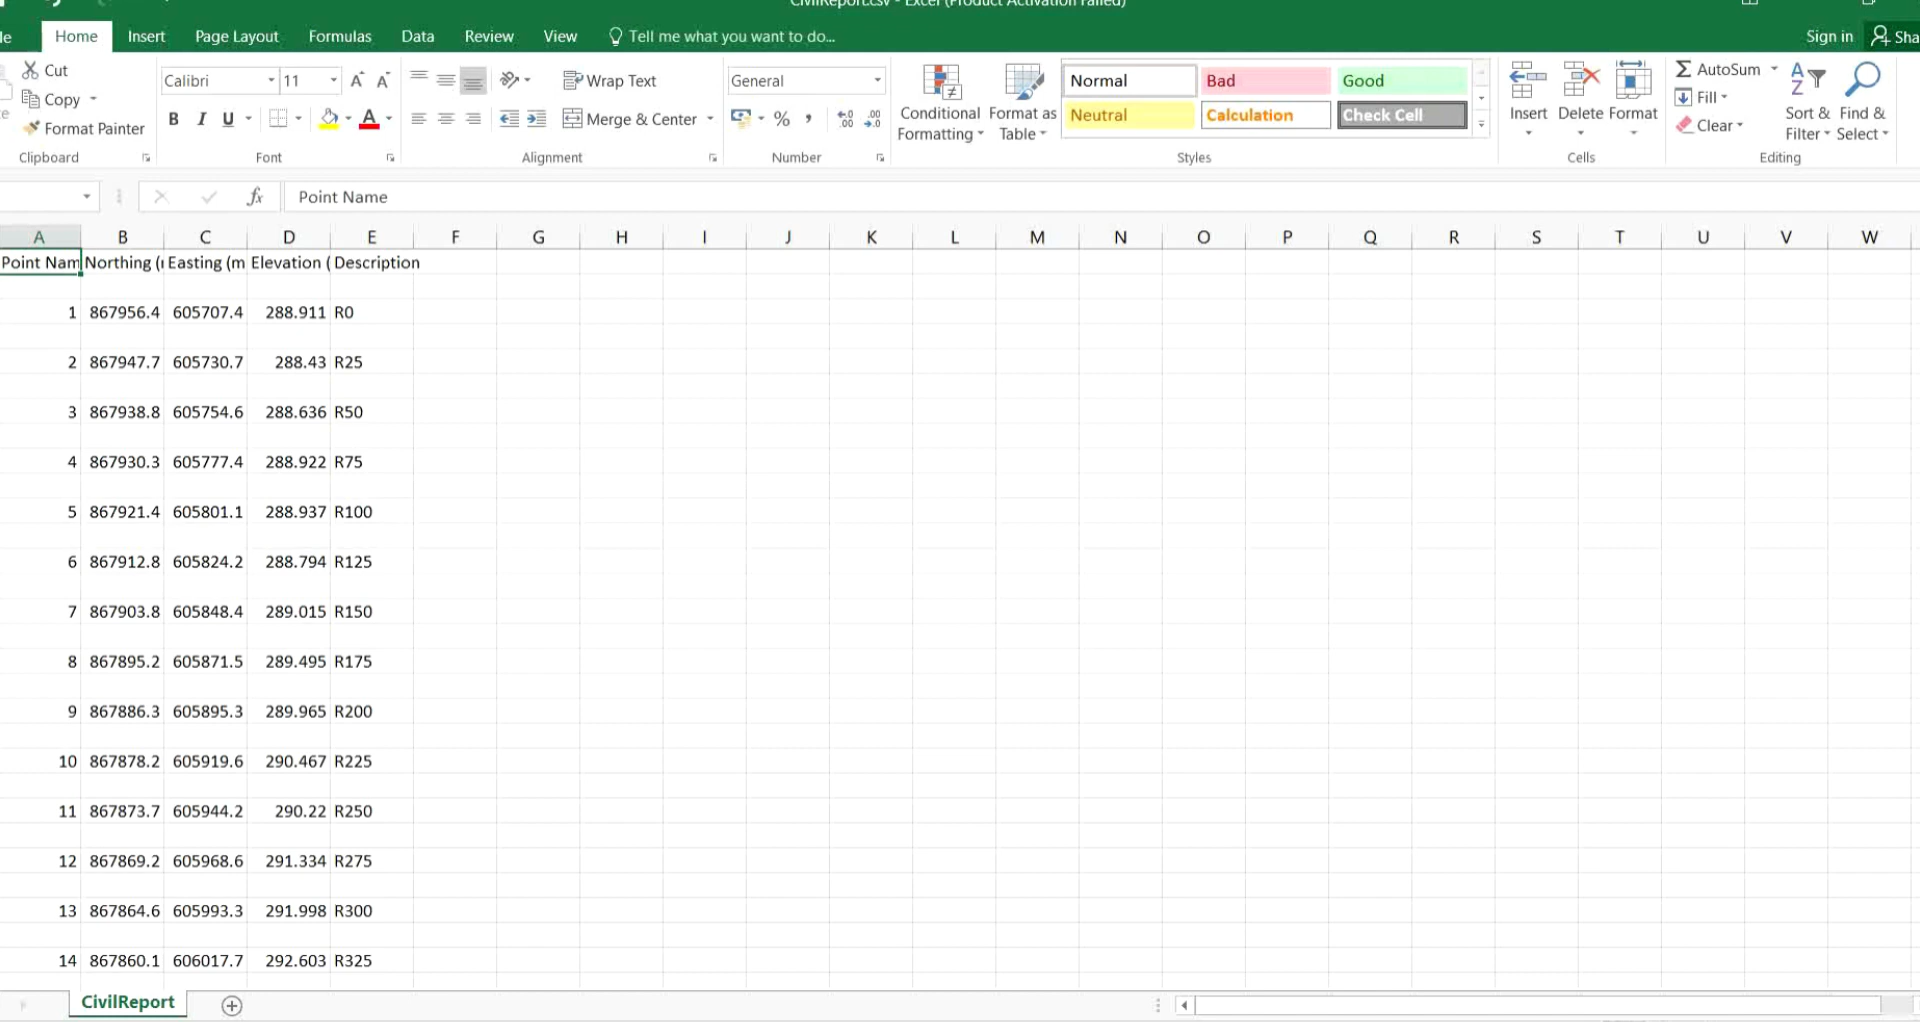 CivilReport.csv - Excel (Product Activation Failed)
Home Insert Page Layout Formulas Data Review View Tell me what you want to do... Sign in
Cut
Copy
Format Painter
Clipboard
Calibri 11
B I U
Font
Wrap Text
Merge & Center
Alignment
General
%
Number
Conditional Formatting
Format as Table
Normal Bad Good
Neutral Calculation Check Cell
Styles
Insert Delete Format
Cells
AutoSum
Fill
Clear
Sort & Filter
Find & Select
Editing
fx Point Name
A B C D E F G H I J K L M N O P Q R S T U V W
Point Nam Northing ( Easting (m Elevation ( Description
1 867956.4 605707.4 288.911 R0
2 867947.7 605730.7 288.43 R25
3 867938.8 605754.6 288.636 R50
4 867930.3 605777.4 288.922 R75
5 867921.4 605801.1 288.937 R100
6 867912.8 605824.2 288.794 R125
7 867903.8 605848.4 289.015 R150
8 867895.2 605871.5 289.495 R175
9 867886.3 605895.3 289.965 R200
10 867878.2 605919.6 290.467 R225
11 867873.7 605944.2 290.22 R250
12 867869.2 605968.6 291.334 R275
13 867864.6 605993.3 291.998 R300
14 867860.1 606017.7 292.603 R325
CivilReport